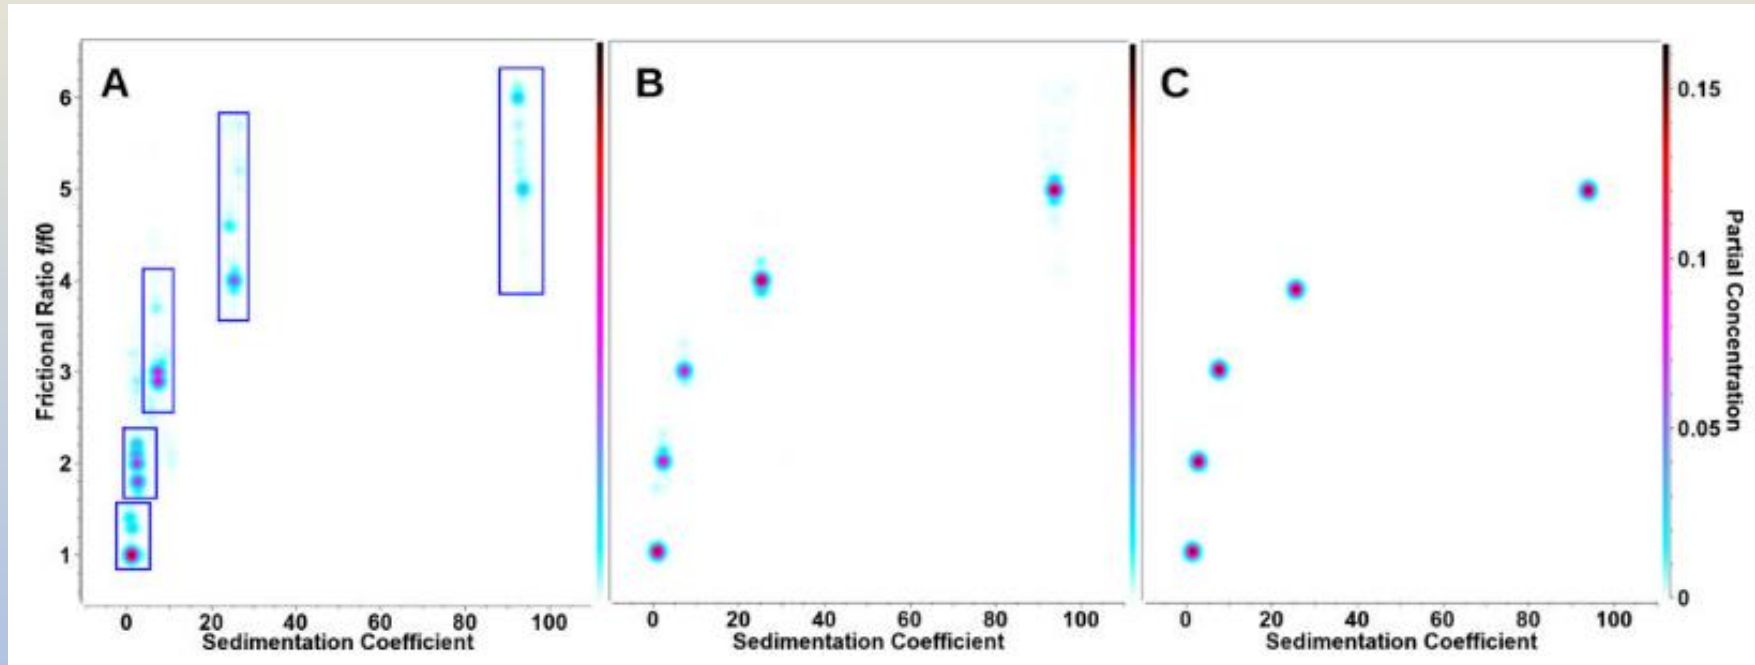 A
B
C
Frictional Ratio f/f0
6
5
4
3
2
1
0 20 40 60 80 100
Sedimentation Coefficient
0 20 40 60 80 100
Sedimentation Coefficient
0 20 40 60 80 100
Sedimentation Coefficient
0.15
0.1
0.05
0
Partial Concentration